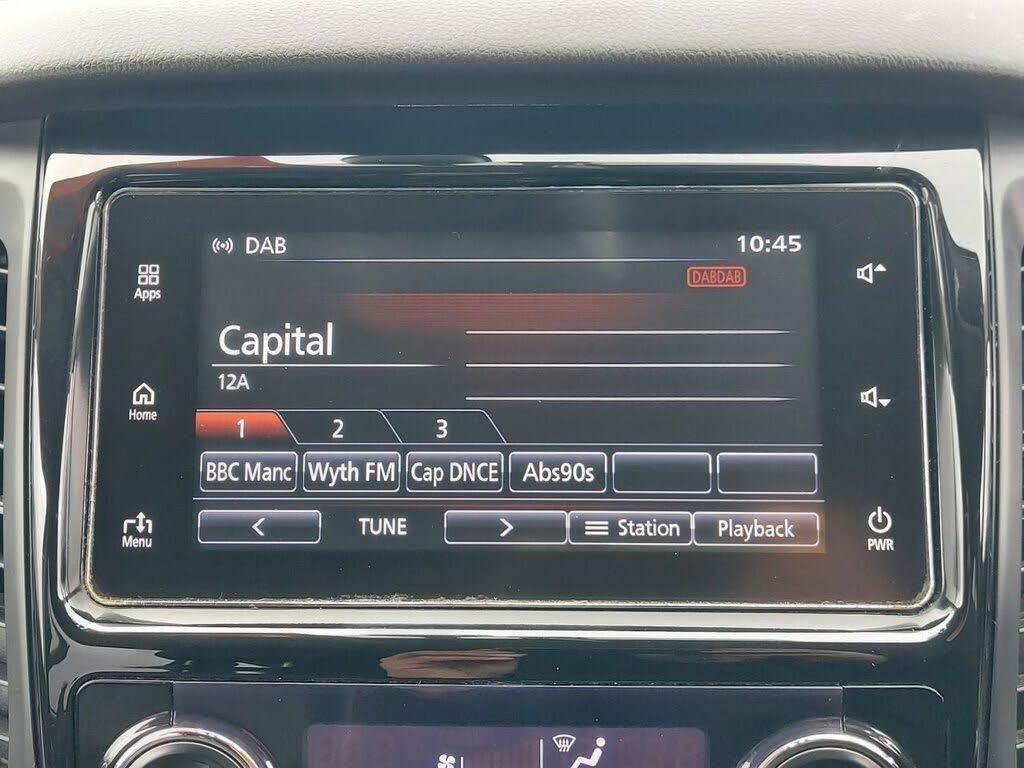 DAB 10:45
DABDAB
Apps
Capital
12A
Home
1 2 3
BBC Manc Wyth FM Cap DNCE Abs90s
Menu < TUNE > Station Playback PWR